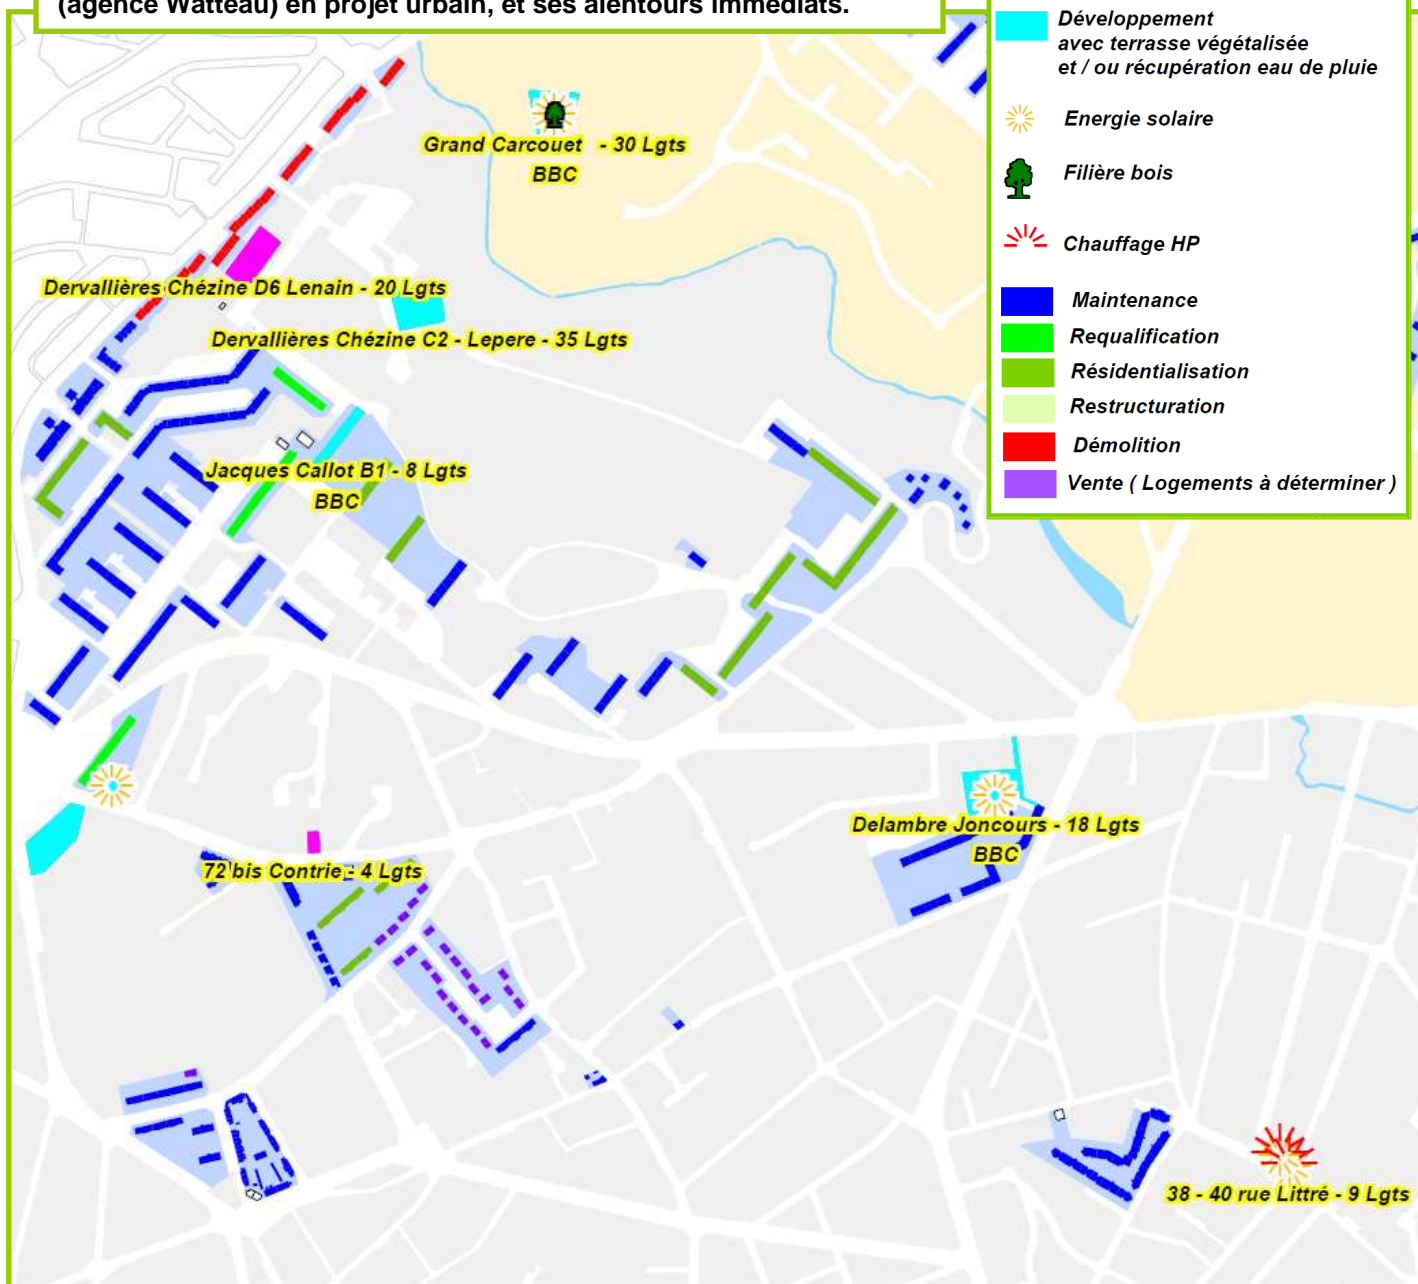 (agence Watteau) en projet urbain, et ses alentours immédiats.
Développement
avec terrasse végétalisée
et / ou récupération eau de pluie
Energie solaire
Filière bois
Chauffage HP
Maintenance
Requalification
Résidentialisation
Restructuration
Démolition
Vente ( Logements à déterminer )
Grand Carcouet - 30 Lgts
BBC
Dervallières Chézine D6 Lenain - 20 Lgts
Dervallières Chézine C2 - Lepere - 35 Lgts
Jacques Callot B1 - 8 Lgts
BBC
Delambre Joncours - 18 Lgts
BBC
72 bis Contrie - 4 Lgts
38 - 40 rue Littré - 9 Lgts